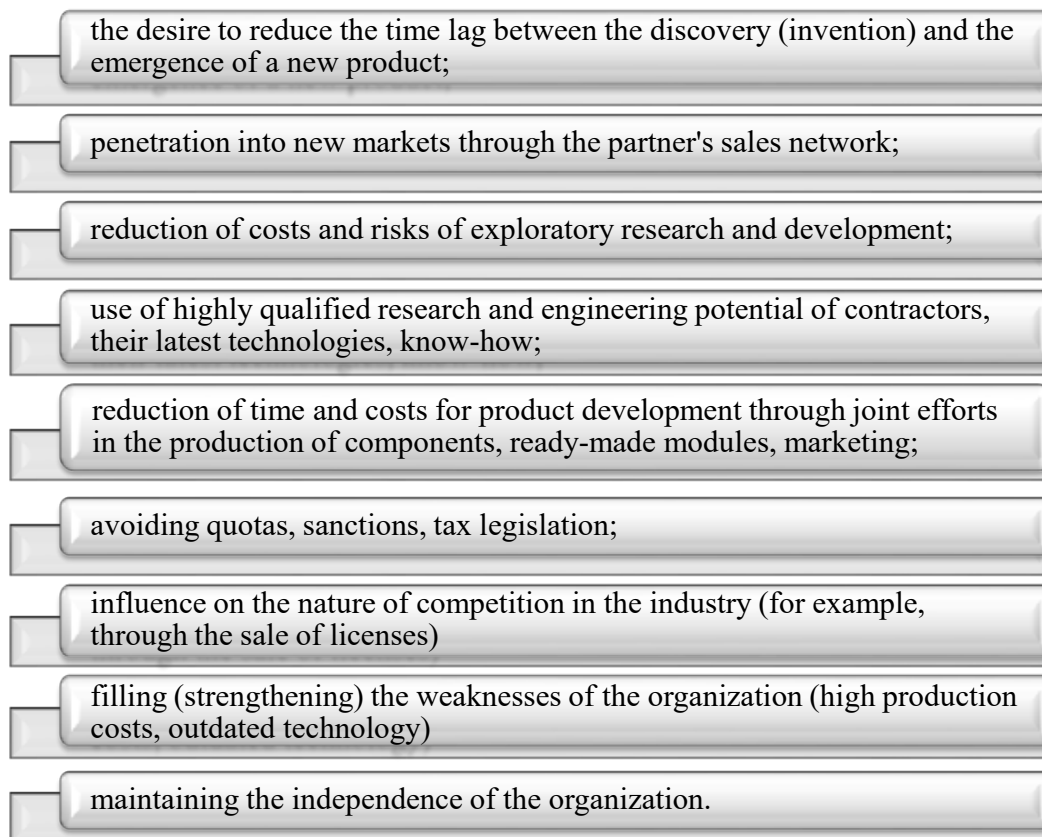 the desire to reduce the time lag between the discovery (invention) and the
emergence of a new product;
penetration into new markets through the partner's sales network;
reduction of costs and risks of exploratory research and development;
use of highly qualified research and engineering potential of contractors,
their latest technologies, know-how;
reduction of time and costs for product development through joint efforts
in the production of components, ready-made modules, marketing;
avoiding quotas, sanctions, tax legislation;
influence on the nature of competition in the industry (for example,
through the sale of licenses)
filling (strengthening) the weaknesses of the organization (high production
costs, outdated technology)
maintaining the independence of the organization.